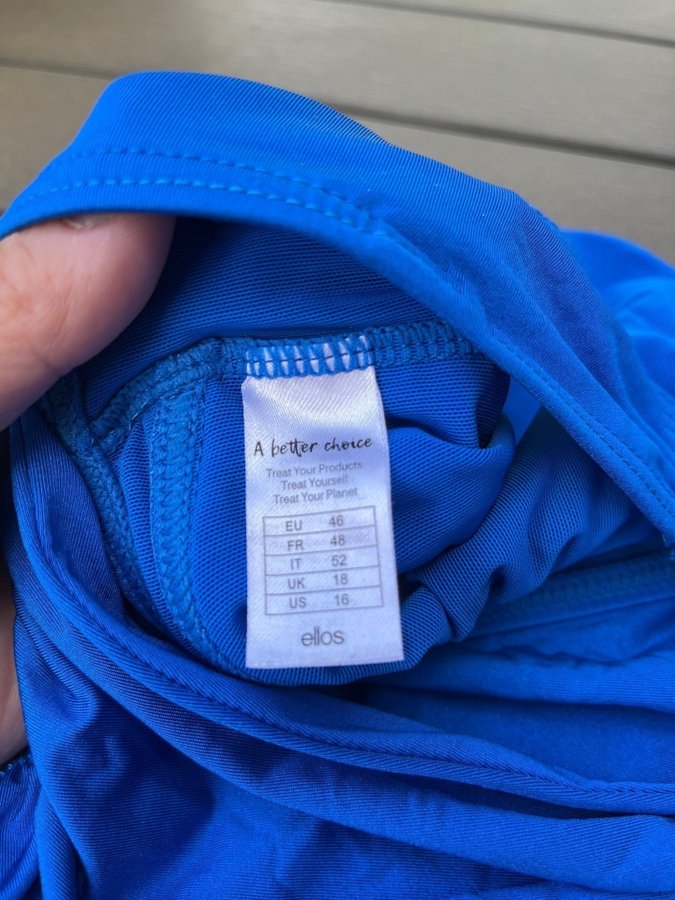 A better choice
Treat Your Products
Treat Yourself
Treat Your Planet
EU 46
FR 48
IT 52
UK 18
US 16
ellos